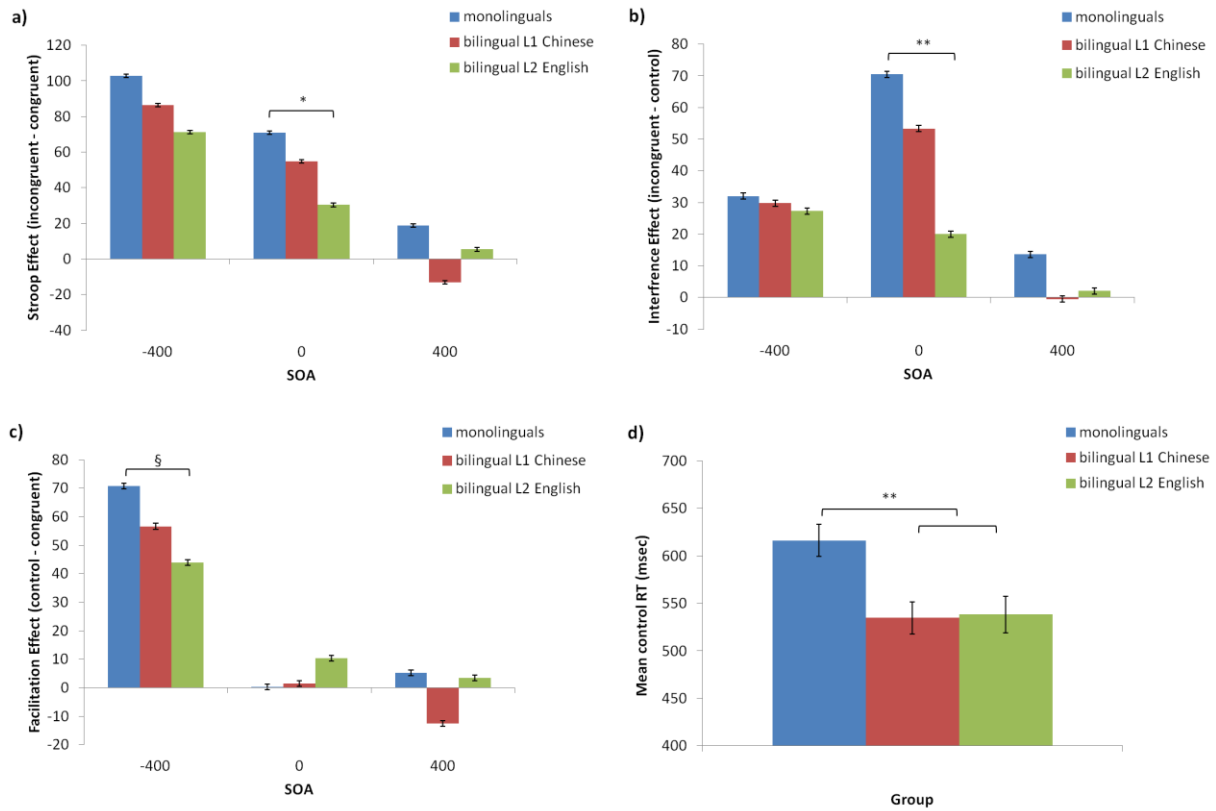 a)
monolinguals
bilingual L1 Chinese
bilingual L2 English
Stroop Effect (incongruent - congruent)
120
100
80
60
40
20
0
-20
-40
*
-400 0 400
SOA
b)
monolinguals
bilingual L1 Chinese
bilingual L2 English
Interfrence Effect (incongruent - control)
80
70
60
50
40
30
20
10
0
-10
**
-400 0 400
SOA
c)
monolinguals
bilingual L1 Chinese
bilingual L2 English
Facilitation Effect (control - congruent)
80
70
60
50
40
30
20
10
0
-10
-20
§
-400 0 400
SOA
d)
monolinguals
bilingual L1 Chinese
bilingual L2 English
Mean control RT (msec)
700
650
600
550
500
450
400
**
Group